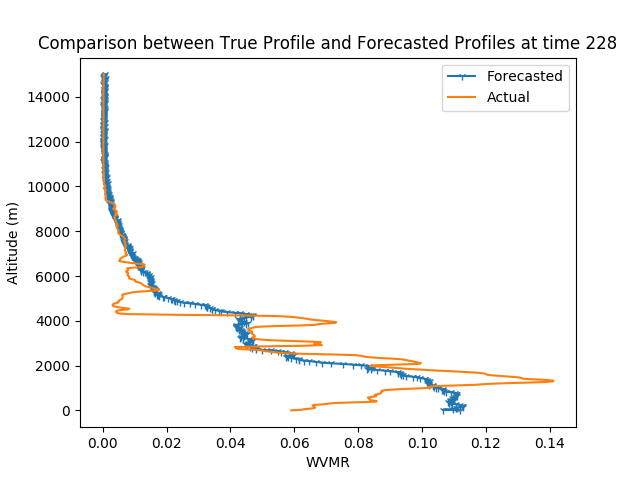 Comparison between True Profile and Forecasted Profiles at time 228
Forecasted
Actual
14000
12000
10000
8000
6000
4000
2000
0
Altitude (m)
0.00 0.02 0.04 0.06 0.08 0.10 0.12 0.14
WVMR